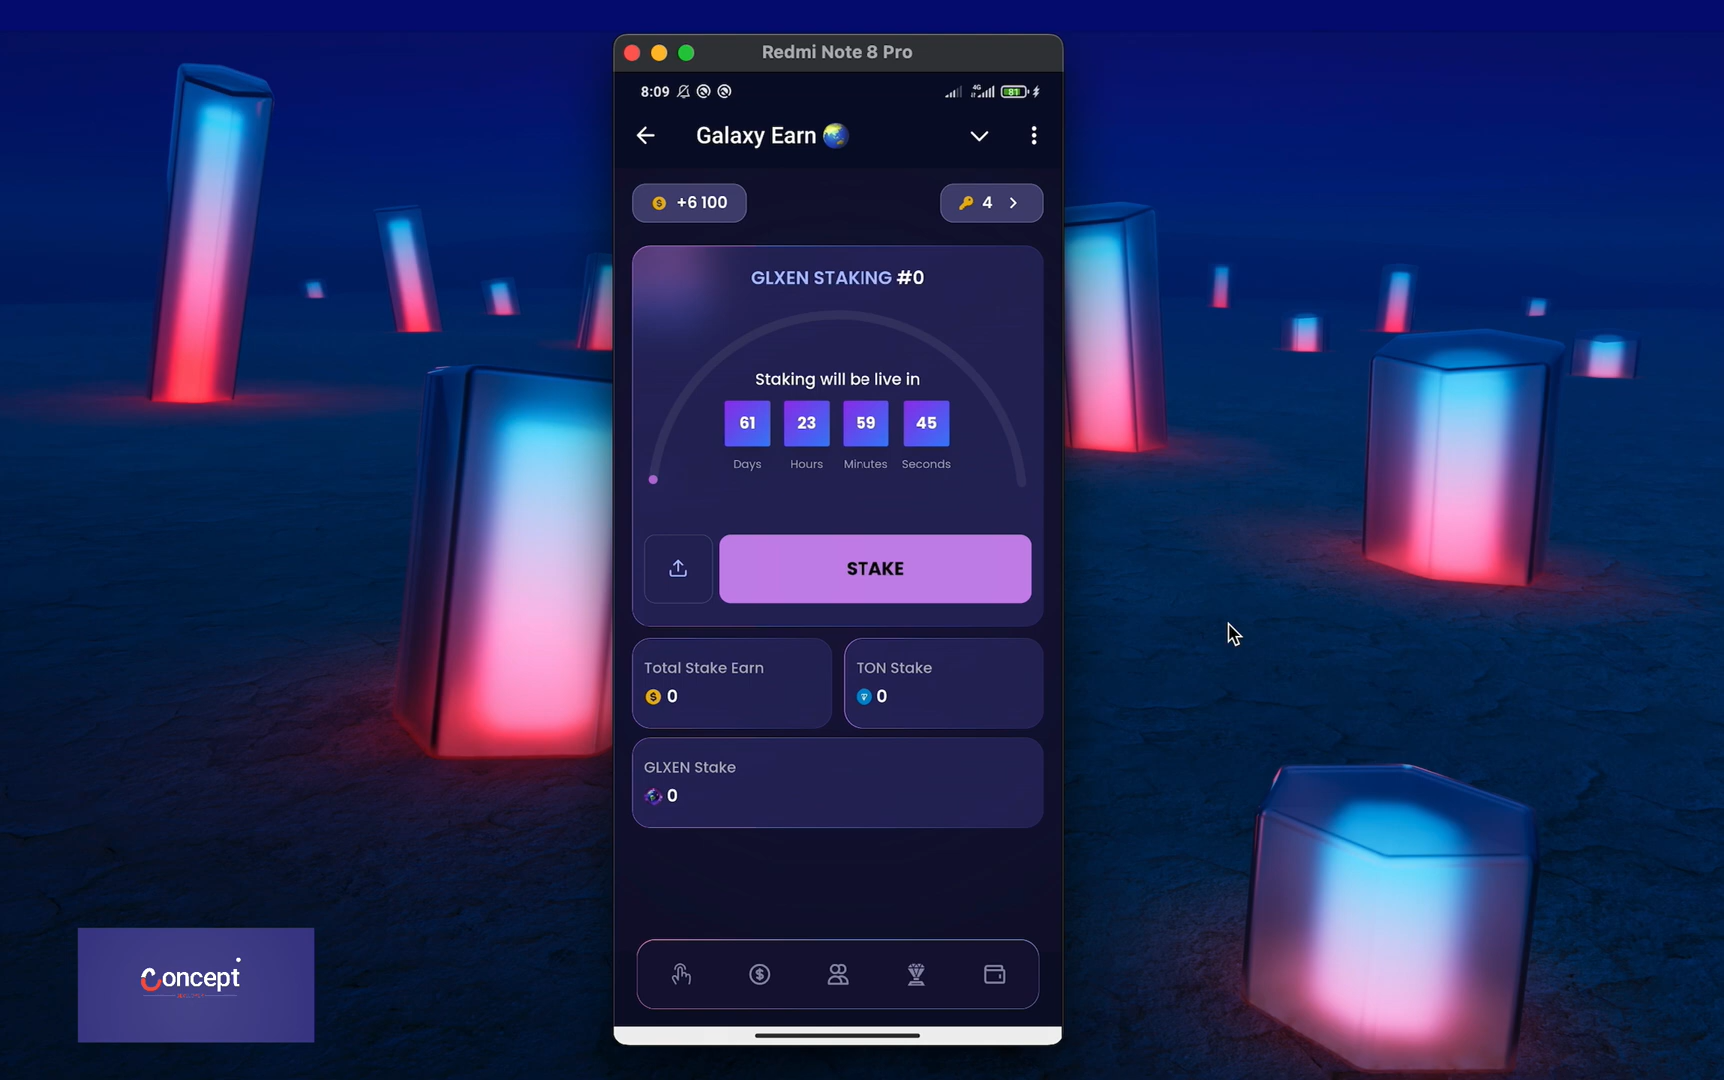 Redmi Note 8 Pro
8:09
4G
81
Galaxy Earn
+6 100
4
GLXEN STAKING #0
Staking will be live in
61 23 59 45
Days Hours Minutes Seconds
STAKE
Total Stake Earn
0
TON Stake
0
GLXEN Stake
0
Concept